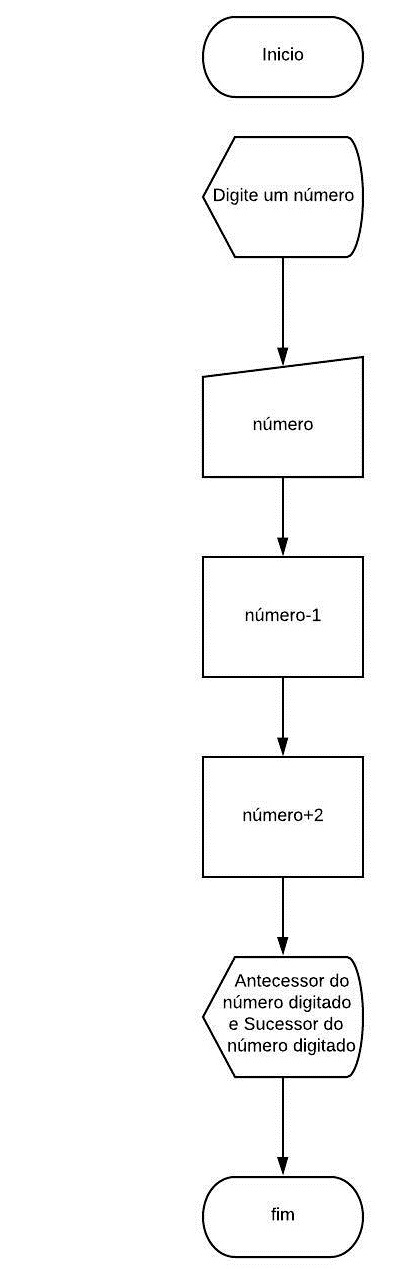 Inicio
Digite um número
número
número-1
número+2
Antecessor do
número digitado
e Sucessor do
número digitado
fim